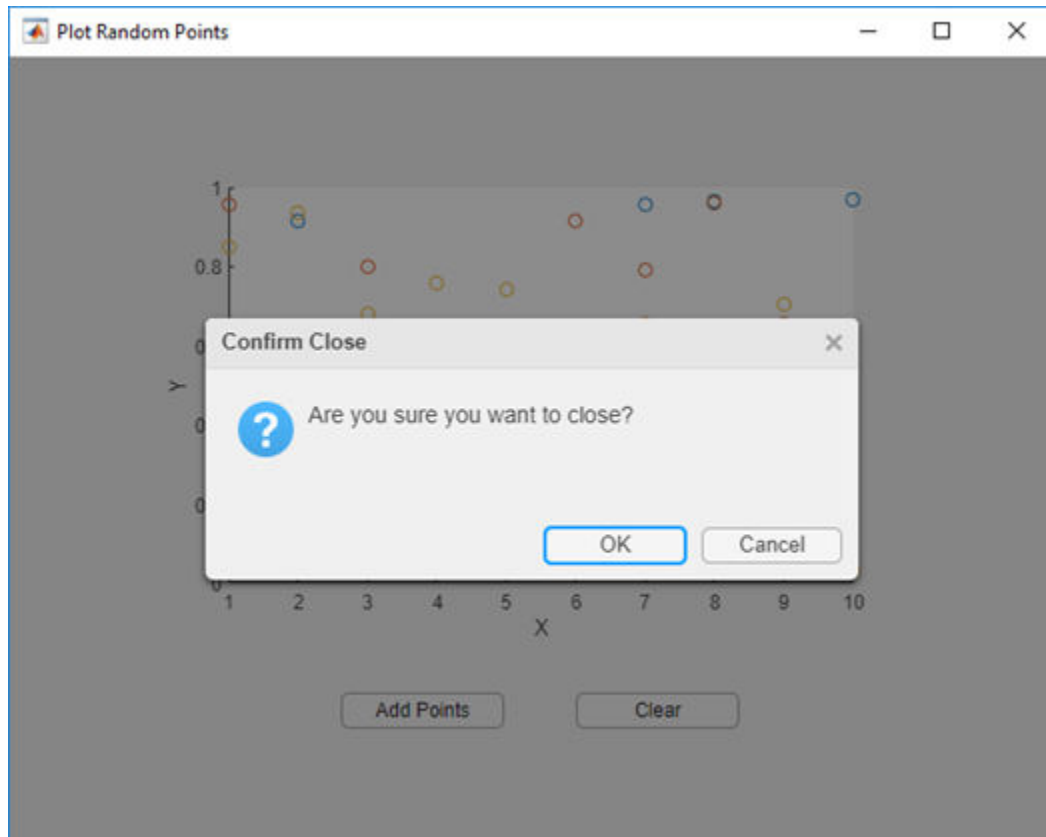 Plot Random Points
1
0.8
Confirm Close
Y
Are you sure you want to close?
OK Cancel
0
1 2 3 4 5 6 7 8 9 10
X
Add Points Clear